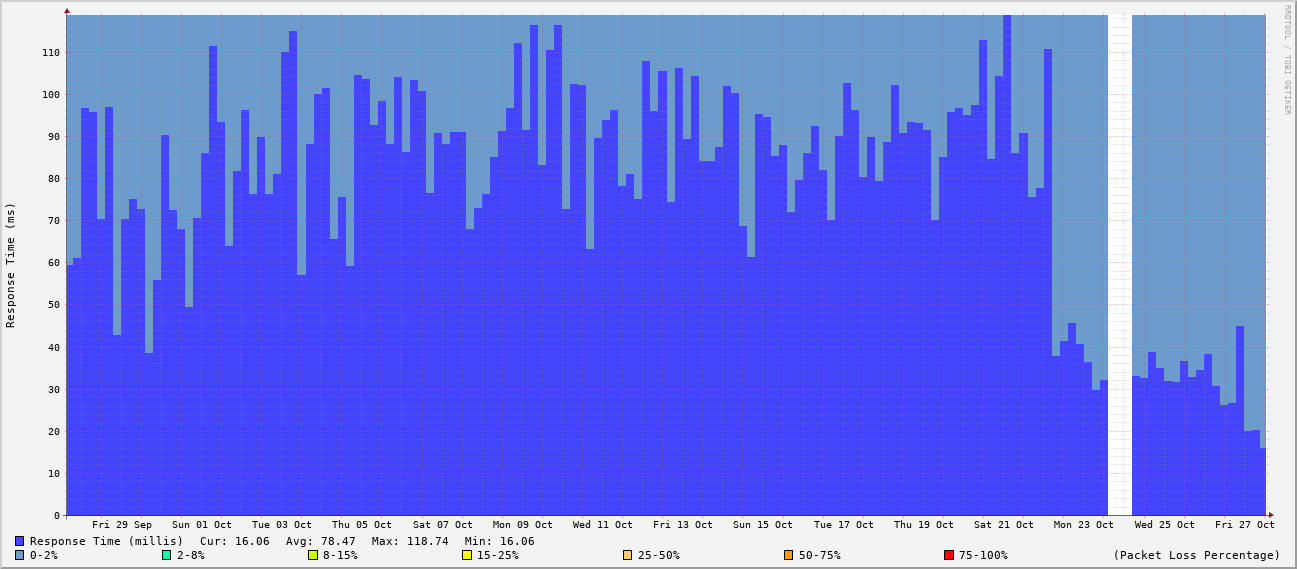 RRDTOOL / TOBI OETIKER
Response Time (ms)
110
100
90
80
70
60
50
40
30
20
10
0
Fri 29 Sep Sun 01 Oct Tue 03 Oct Thu 05 Oct Sat 07 Oct Mon 09 Oct Wed 11 Oct Fri 13 Oct Sun 15 Oct Tue 17 Oct Thu 19 Oct Sat 21 Oct Mon 23 Oct Wed 25 Oct Fri 27 Oct
Response Time (millis) Cur: 16.06 Avg: 78.47 Max: 118.74 Min: 16.06
0-2% 2-8% 8-15% 15-25% 25-50% 50-75% 75-100% (Packet Loss Percentage)